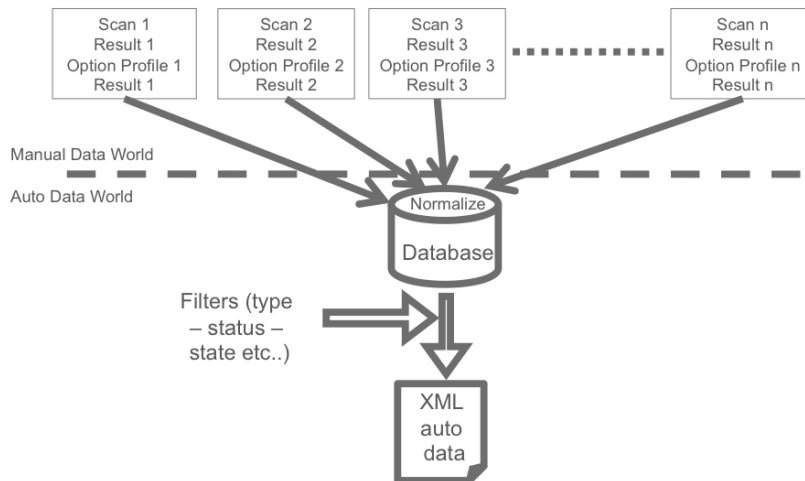 Scan 1
Result 1
Option Profile 1
Result 1
Scan 2
Result 2
Option Profile 2
Result 2
Scan 3
Result 3
Option Profile 3
Result 3
Scan n
Result n
Option Profile n
Result n
Manual Data World
Auto Data World
Normalize
Database
Filters (type
– status –
state etc..)
XML
auto
data